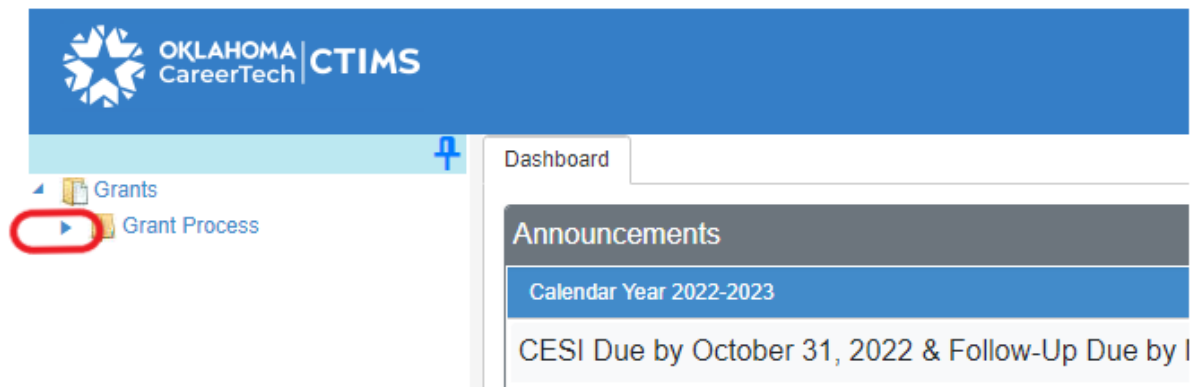 OKLAHOMA
CareerTech
CTIMS
Dashboard
Grants
Grant Process
Announcements
Calendar Year 2022-2023
CESI Due by October 31, 2022 & Follow-Up Due by